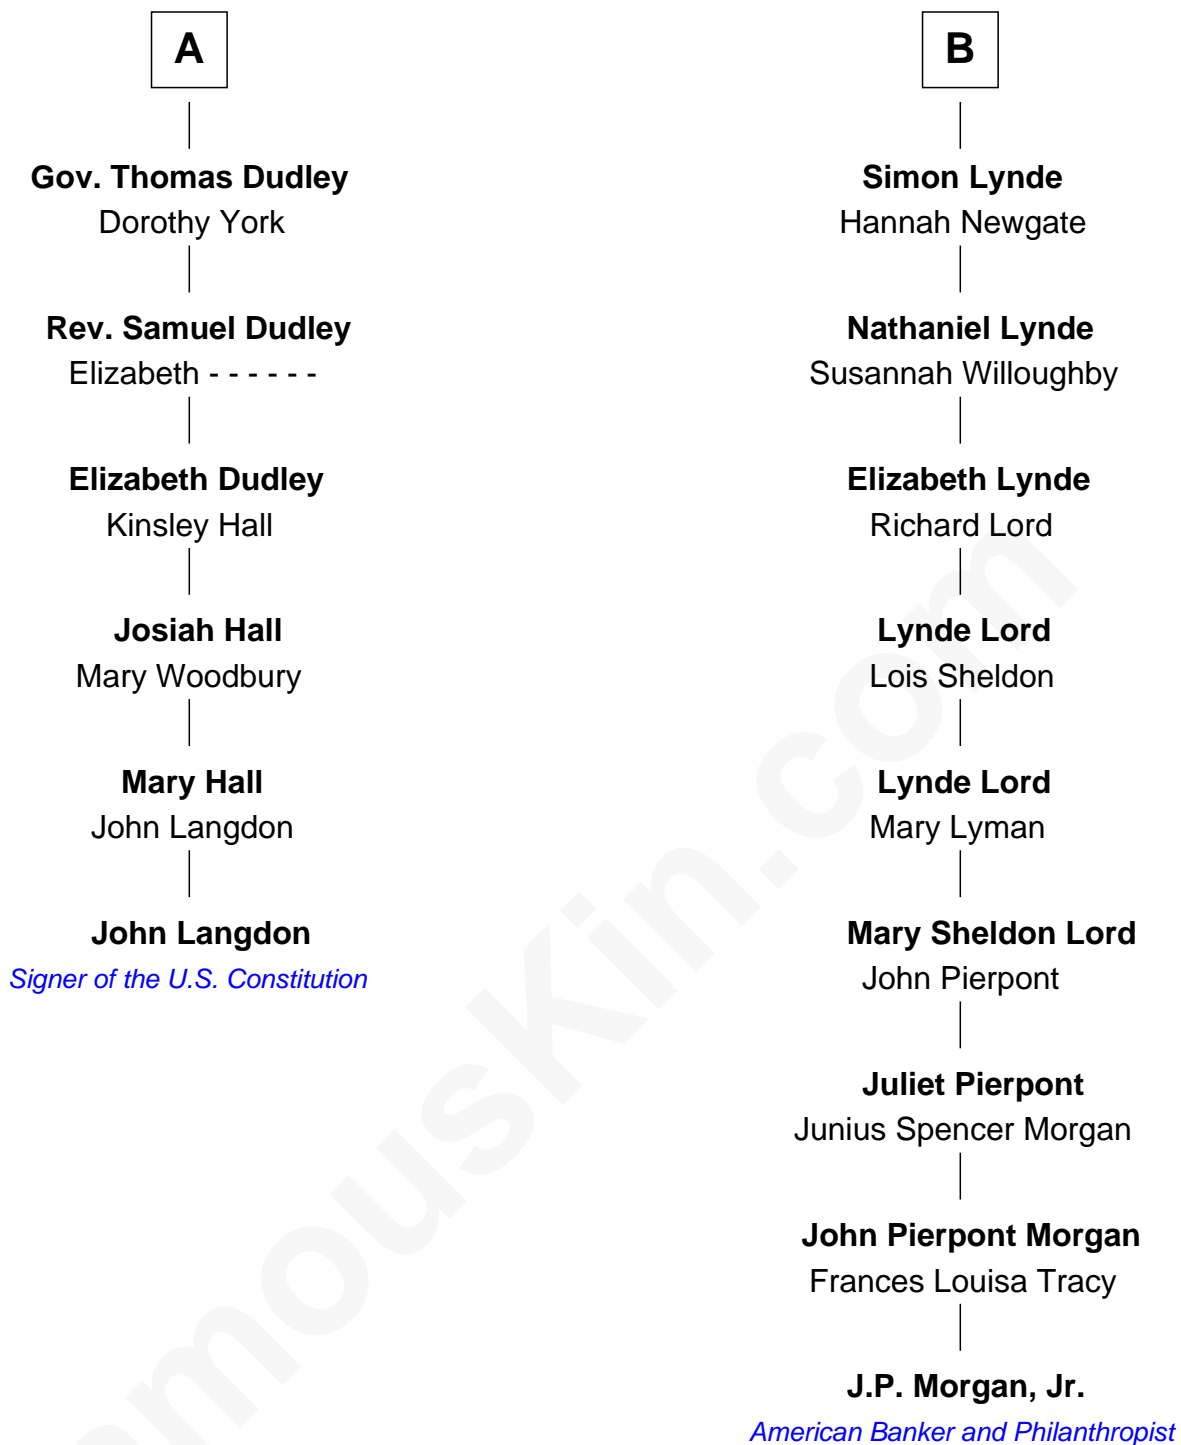 A
Gov. Thomas Dudley
Dorothy York
Rev. Samuel Dudley
Elizabeth - - - - - -
Elizabeth Dudley
Kinsley Hall
Josiah Hall
Mary Woodbury
Mary Hall
John Langdon
John Langdon
Signer of the U.S. Constitution
B
Simon Lynde
Hannah Newgate
Nathaniel Lynde
Susannah Willoughby
Elizabeth Lynde
Richard Lord
Lynde Lord
Lois Sheldon
Lynde Lord
Mary Lyman
Mary Sheldon Lord
John Pierpont
Juliet Pierpont
Junius Spencer Morgan
John Pierpont Morgan
Frances Louisa Tracy
J.P. Morgan, Jr.
American Banker and Philanthropist
amousKin.com